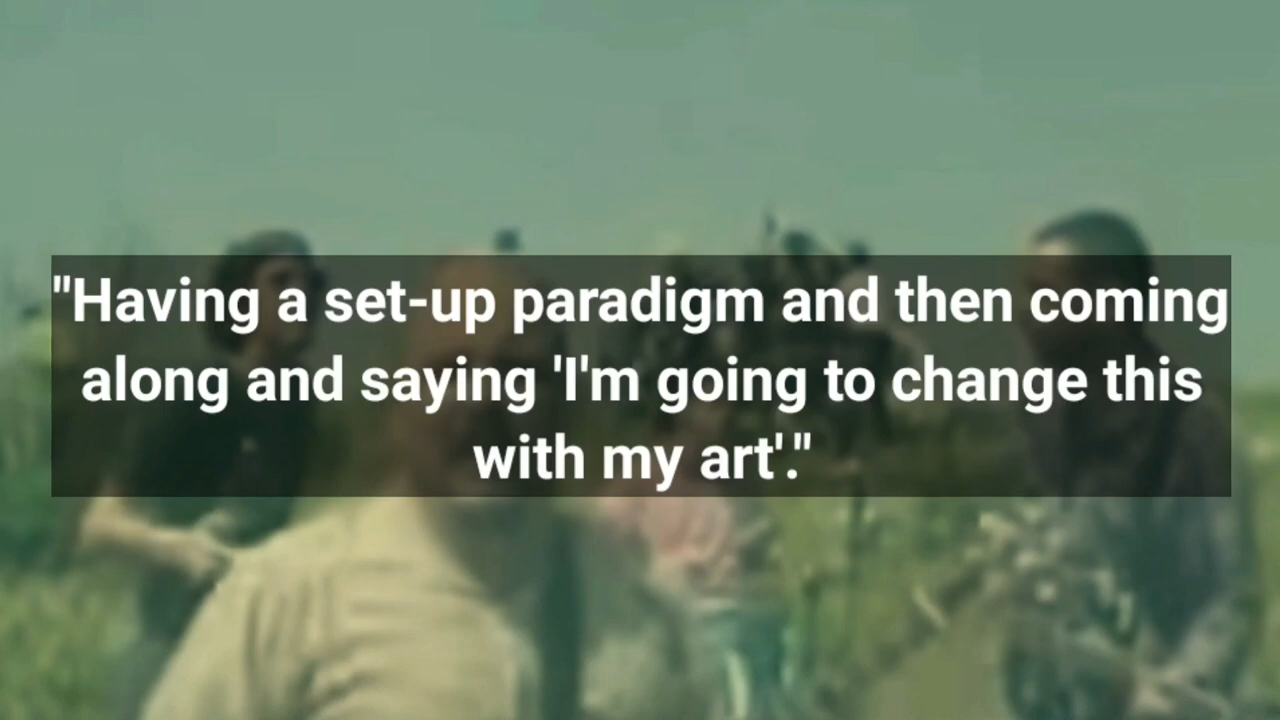 "Having a set-up paradigm and then coming
along and saying 'I'm going to change this
with my art'."